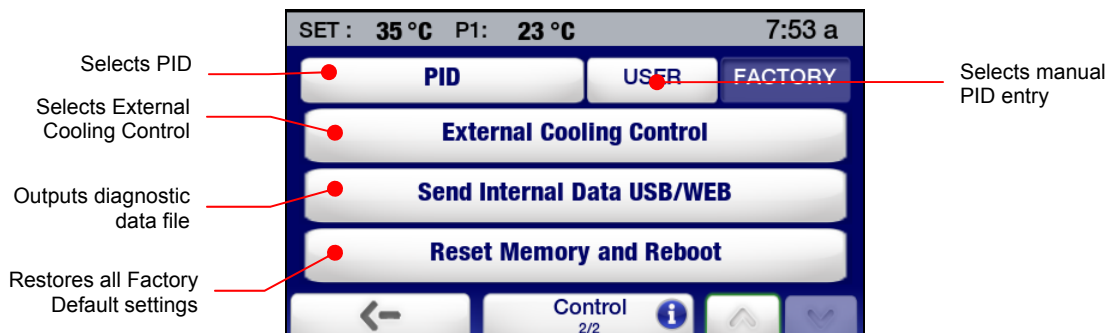 SET : 35 °C P1: 23 °C 7:53 a
Selects PID
PID USER FACTORY
Selects manual
PID entry
Selects External
Cooling Control
External Cooling Control
Outputs diagnostic
data file
Send Internal Data USB/WEB
Restores all Factory
Default settings
Reset Memory and Reboot
Control
2/2